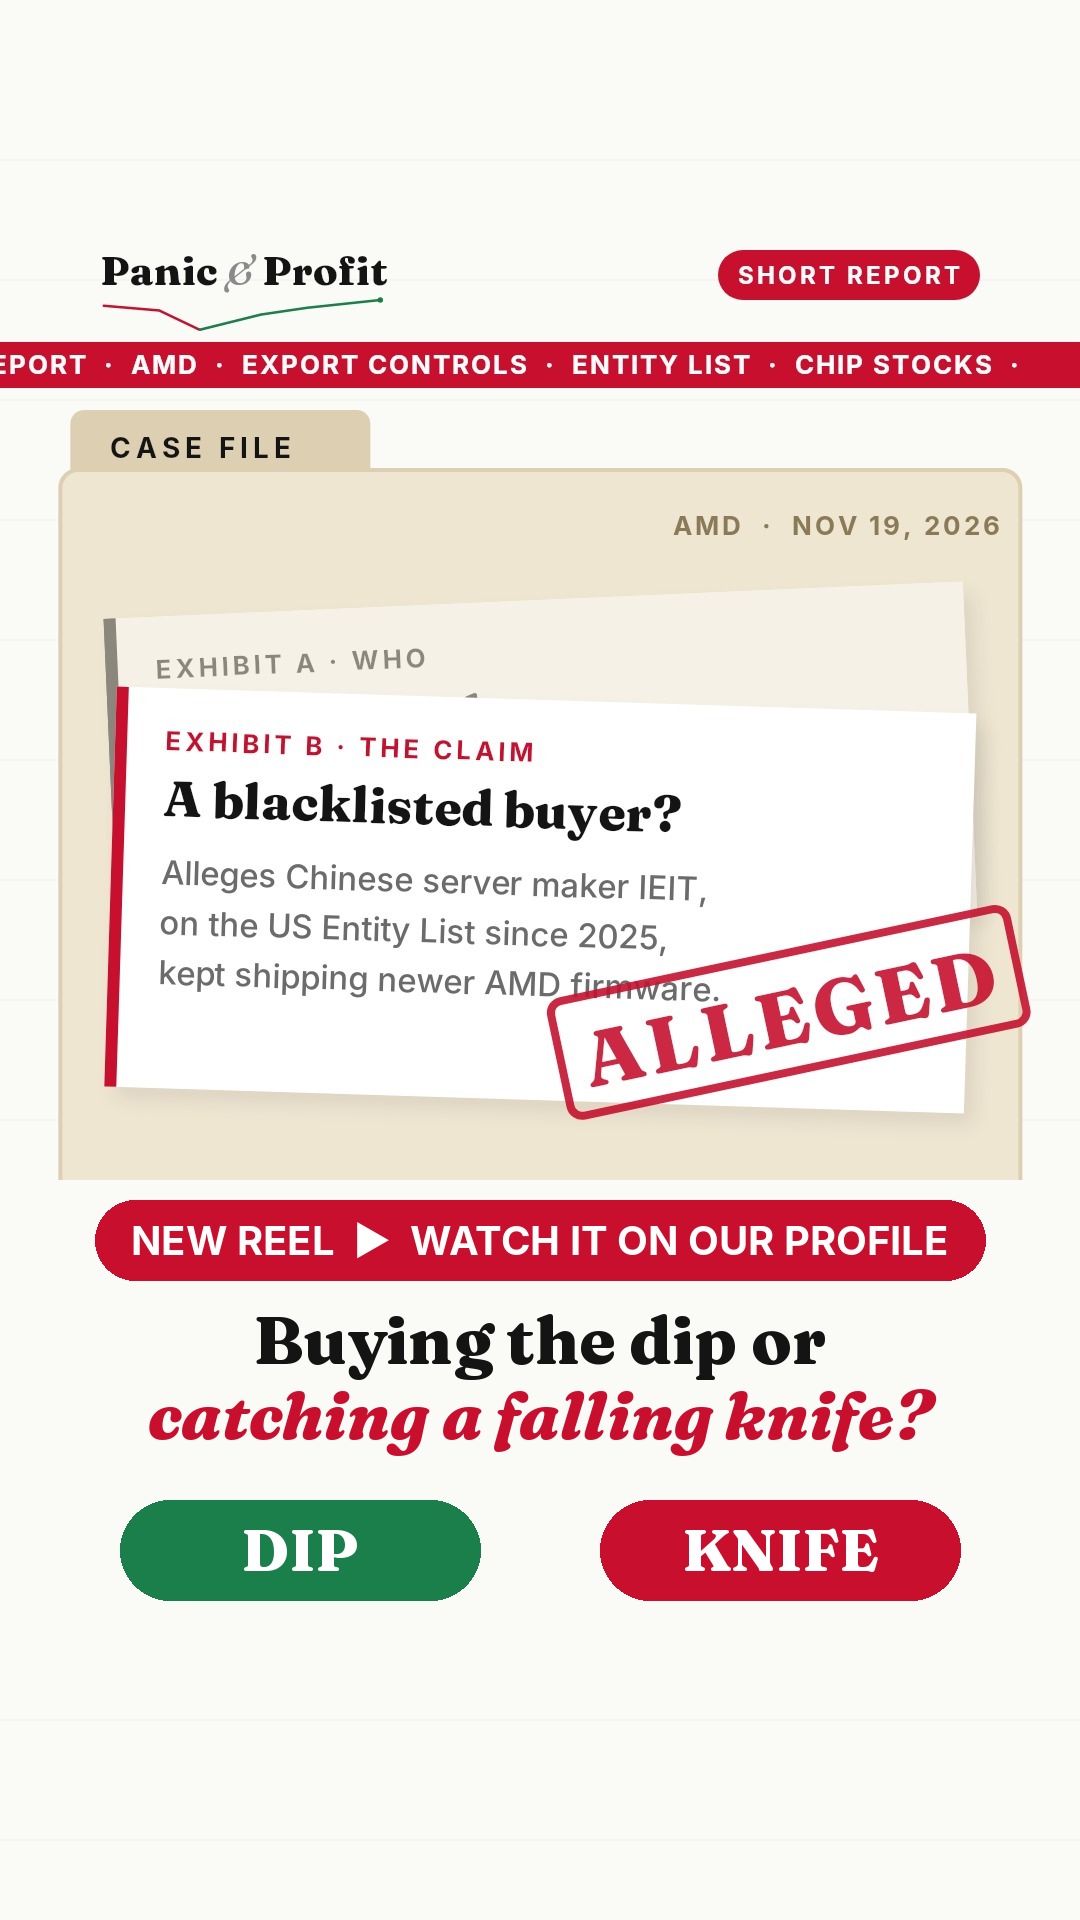 Panic & Profit
SHORT REPORT
EPORT · AMD · EXPORT CONTROLS · ENTITY LIST · CHIP STOCKS ·
CASE FILE
AMD · NOV 19, 2026
EXHIBIT A · WHO
EXHIBIT B · THE CLAIM
A blacklisted buyer?
Alleges Chinese server maker IEIT,
on the US Entity List since 2025,
kept shipping newer AMD firmware.
ALLEGED
NEW REEL ▶ WATCH IT ON OUR PROFILE
Buying the dip or
catching a falling knife?
DIP
KNIFE